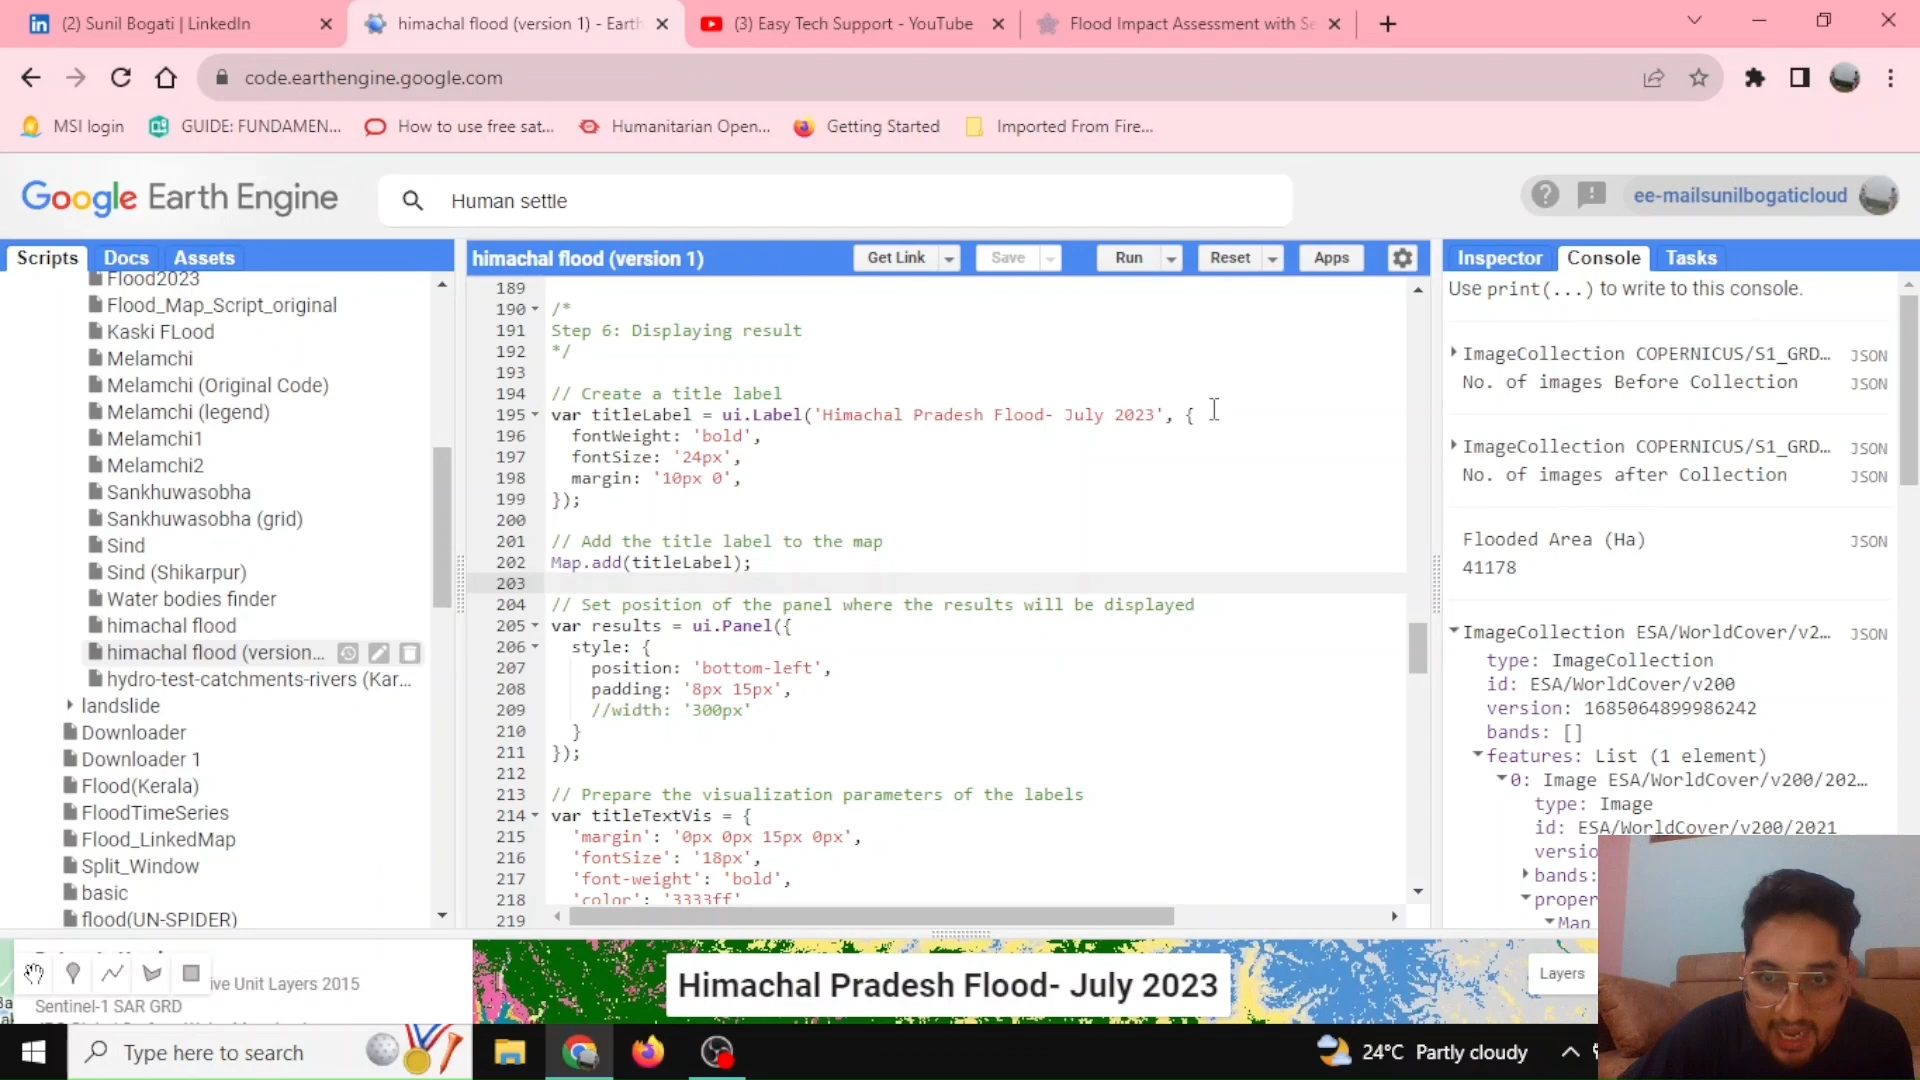 (2) Sunil Bogati | LinkedIn
himachal flood (version 1) - Earth
(3) Easy Tech Support - YouTube
Flood Impact Assessment with Se
code.earthengine.google.com
MSI login
GUIDE: FUNDAMEN...
How to use free sat...
Humanitarian Open...
Getting Started
Imported From Fire...
Google Earth Engine
Human settle
ee-mailsunilbogaticloud
Scripts Docs Assets
Flood2023
Flood_Map_Script_original
Kaski FLood
Melamchi
Melamchi (Original Code)
Melamchi (legend)
Melamchi1
Melamchi2
Sankhuwasobha
Sankhuwasobha (grid)
Sind
Sind (Shikarpur)
Water bodies finder
himachal flood
himachal flood (version...
hydro-test-catchments-rivers (Kar...
landslide
Downloader
Downloader 1
Flood(Kerala)
FloodTimeSeries
Flood_LinkedMap
Split_Window
basic
flood(UN-SPIDER)
himachal flood (version 1)
Get Link Save Run Reset Apps
189
190 /*
191 Step 6: Displaying result
192 */
193
194 // Create a title label
195 var titleLabel = ui.Label('Himachal Pradesh Flood- July 2023', {
196 fontWeight: 'bold',
197 fontSize: '24px',
198 margin: '10px 0',
199 });
200
201 // Add the title label to the map
202 Map.add(titleLabel);
203
204 // Set position of the panel where the results will be displayed
205 var results = ui.Panel({
206 style: {
207 position: 'bottom-left',
208 padding: '8px 15px',
209 //width: '300px'
210 }
211 });
212
213 // Prepare the visualization parameters of the labels
214 var titleTextVis = {
215 'margin': '0px 0px 15px 0px',
216 'fontSize': '18px',
217 'font-weight': 'bold',
218 'color': '3333ff'
219
Inspector Console Tasks
Use print(...) to write to this console.
ImageCollection COPERNICUS/S1_GRD... JSON
No. of images Before Collection JSON
ImageCollection COPERNICUS/S1_GRD... JSON
No. of images after Collection JSON
Flooded Area (Ha) JSON
41178
ImageCollection ESA/WorldCover/v2... JSON
type: ImageCollection
id: ESA/WorldCover/v200
version: 1685064899986242
bands: []
features: List (1 element)
0: Image ESA/WorldCover/v200/202...
type: Image
id: ESA/WorldCover/v200/2021
versio
bands:
proper
Map
ive Unit Layers 2015
Sentinel-1 SAR GRD
Himachal Pradesh Flood- July 2023
Layers
Type here to search
24°C Partly cloudy